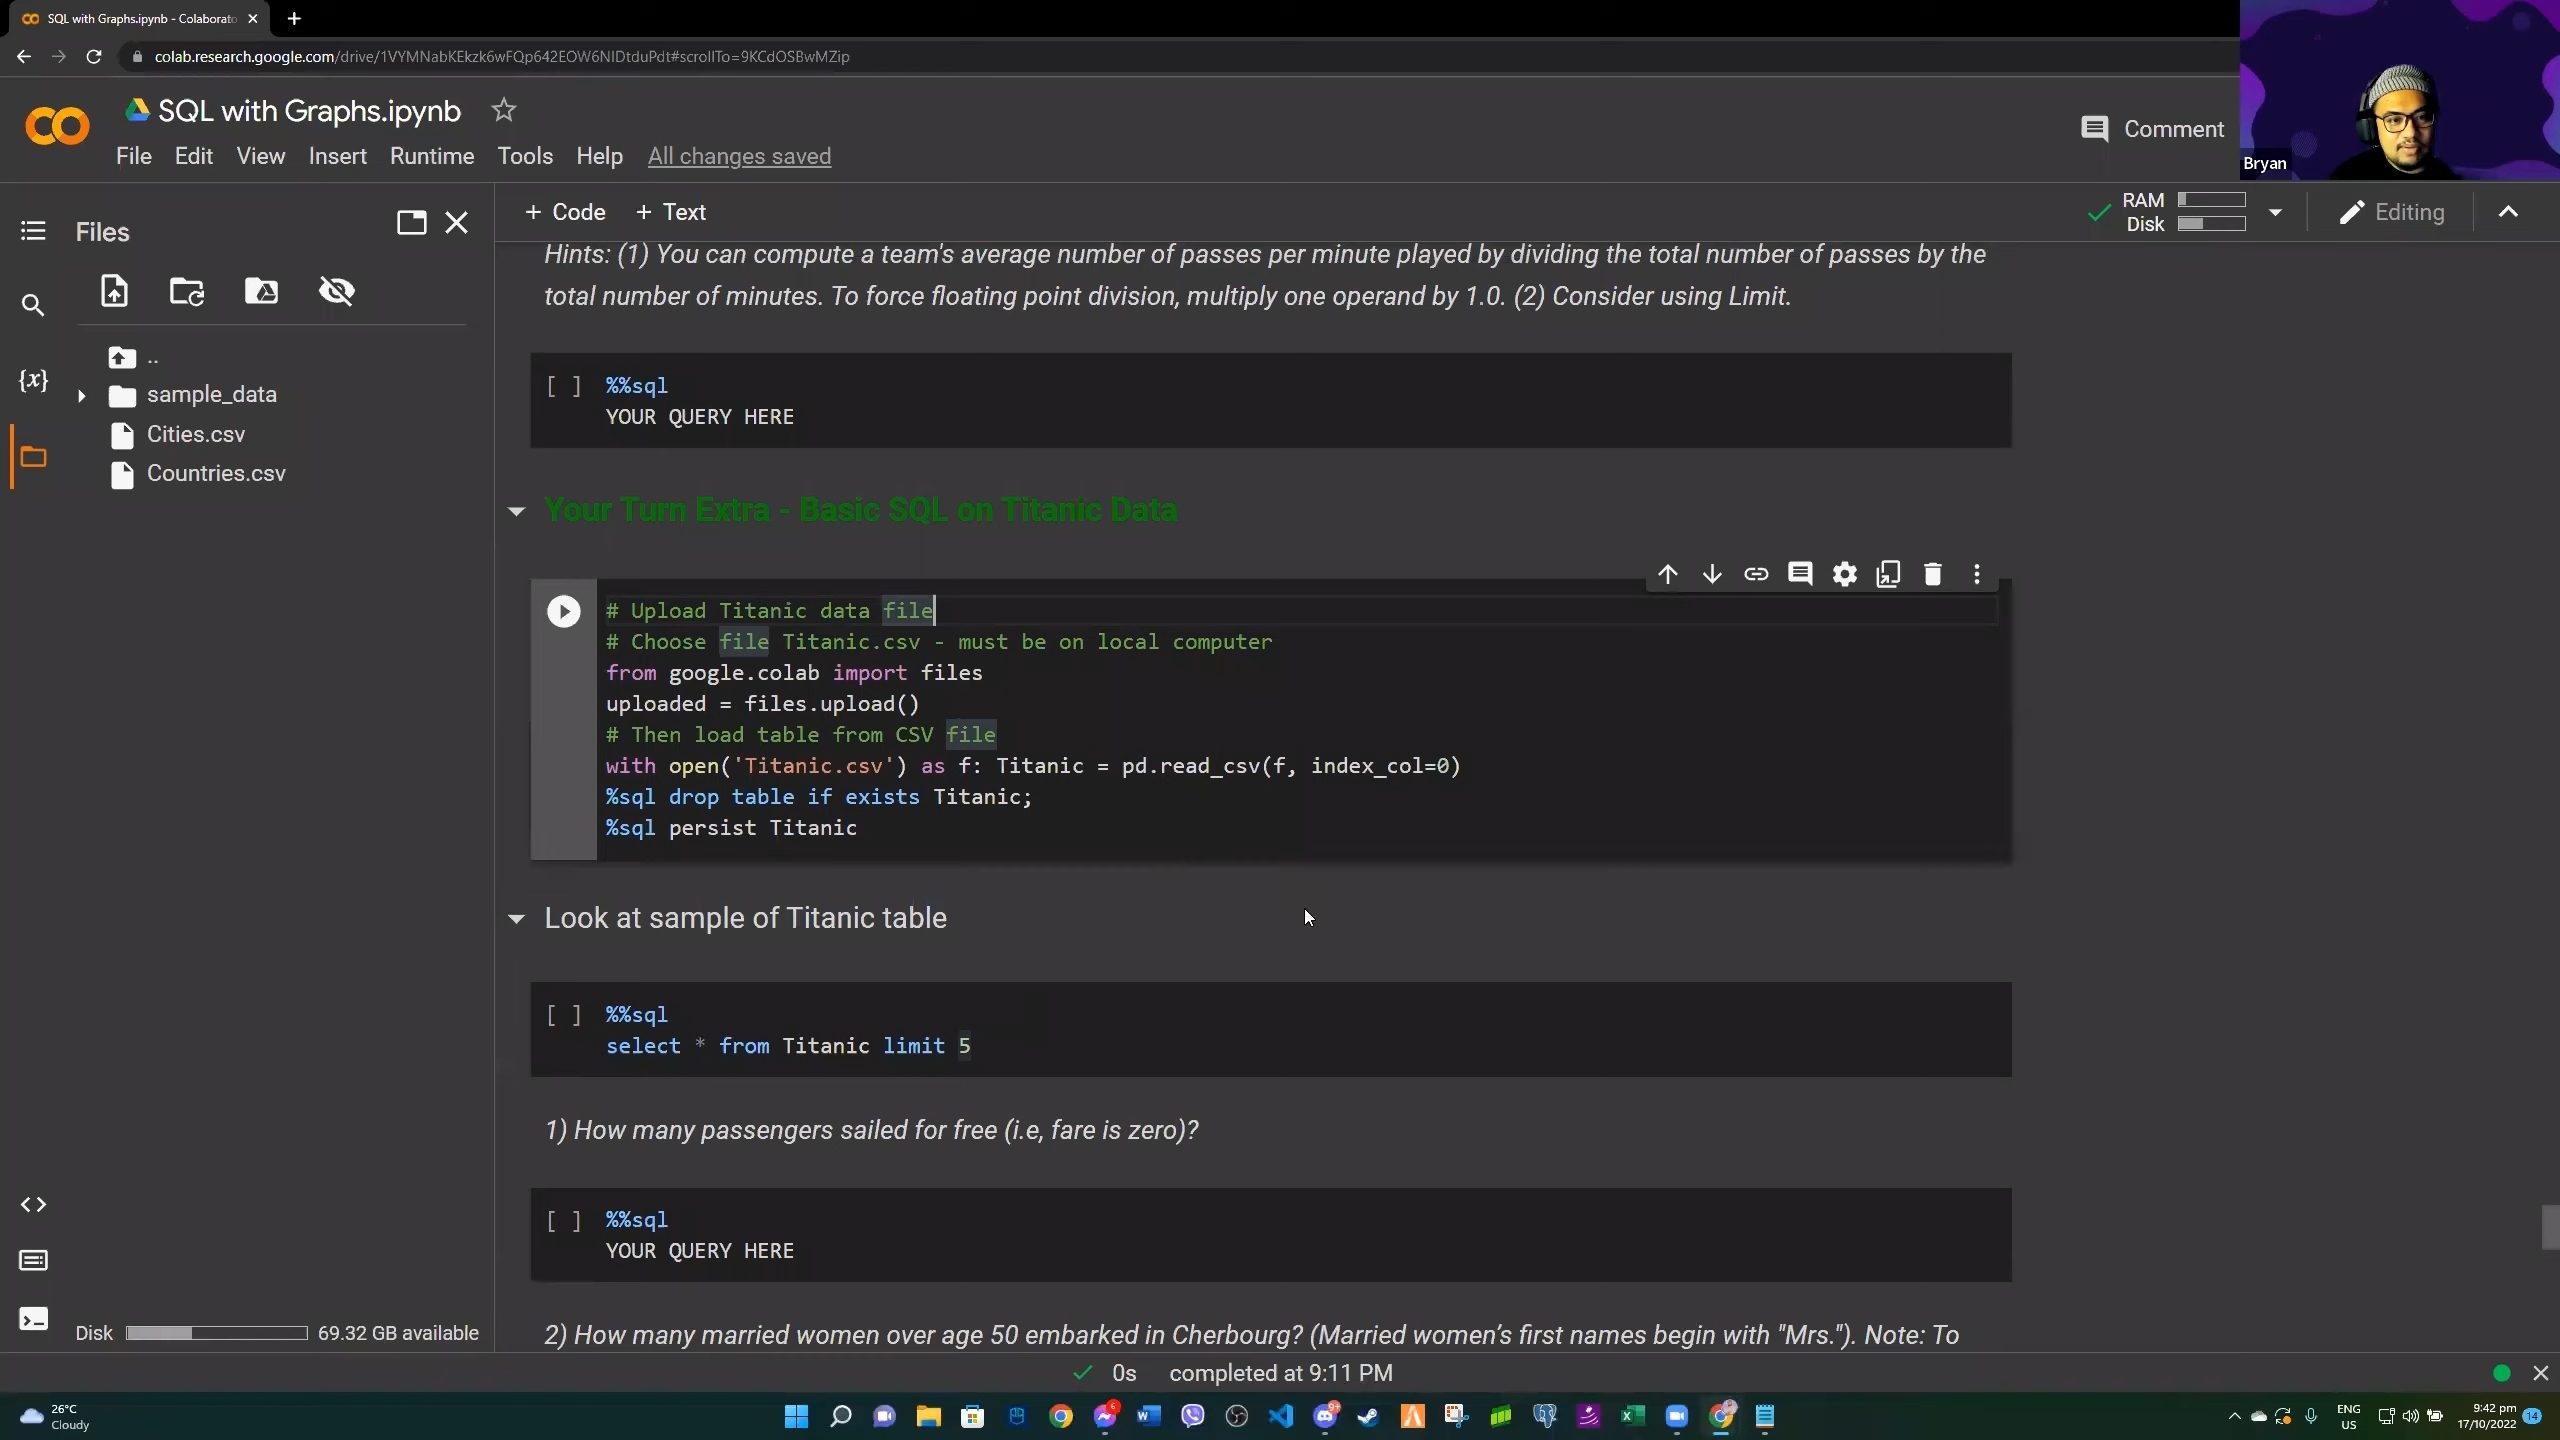 SQL with Graphs.ipynb - Colaborato
colab.research.google.com/drive/1VYMNabKEkzk6wFQp642EOW6NIDtduPdt#scrollTo=9KCdOSBwMZip
SQL with Graphs.ipynb
Comment
Bryan
File Edit View Insert Runtime Tools Help All changes saved
Files
+ Code + Text
RAM
Disk
Editing
Hints: (1) You can compute a team's average number of passes per minute played by dividing the total number of passes by the
total number of minutes. To force floating point division, multiply one operand by 1.0. (2) Consider using Limit.
..
sample_data
Cities.csv
Countries.csv
{x}
[ ] %%sql
YOUR QUERY HERE
Your Turn Extra - Basic SQL on Titanic Data
# Upload Titanic data file
# Choose file Titanic.csv - must be on local computer
from google.colab import files
uploaded = files.upload()
# Then load table from CSV file
with open('Titanic.csv') as f: Titanic = pd.read_csv(f, index_col=0)
%sql drop table if exists Titanic;
%sql persist Titanic
Look at sample of Titanic table
[ ] %%sql
select * from Titanic limit 5
1) How many passengers sailed for free (i.e, fare is zero)?
[ ] %%sql
YOUR QUERY HERE
2) How many married women over age 50 embarked in Cherbourg? (Married women's first names begin with "Mrs."). Note: To
Disk 69.32 GB available
0s completed at 9:11 PM
26°C
Cloudy
6
9+
ENG
US
9:42 pm
17/10/2022
14